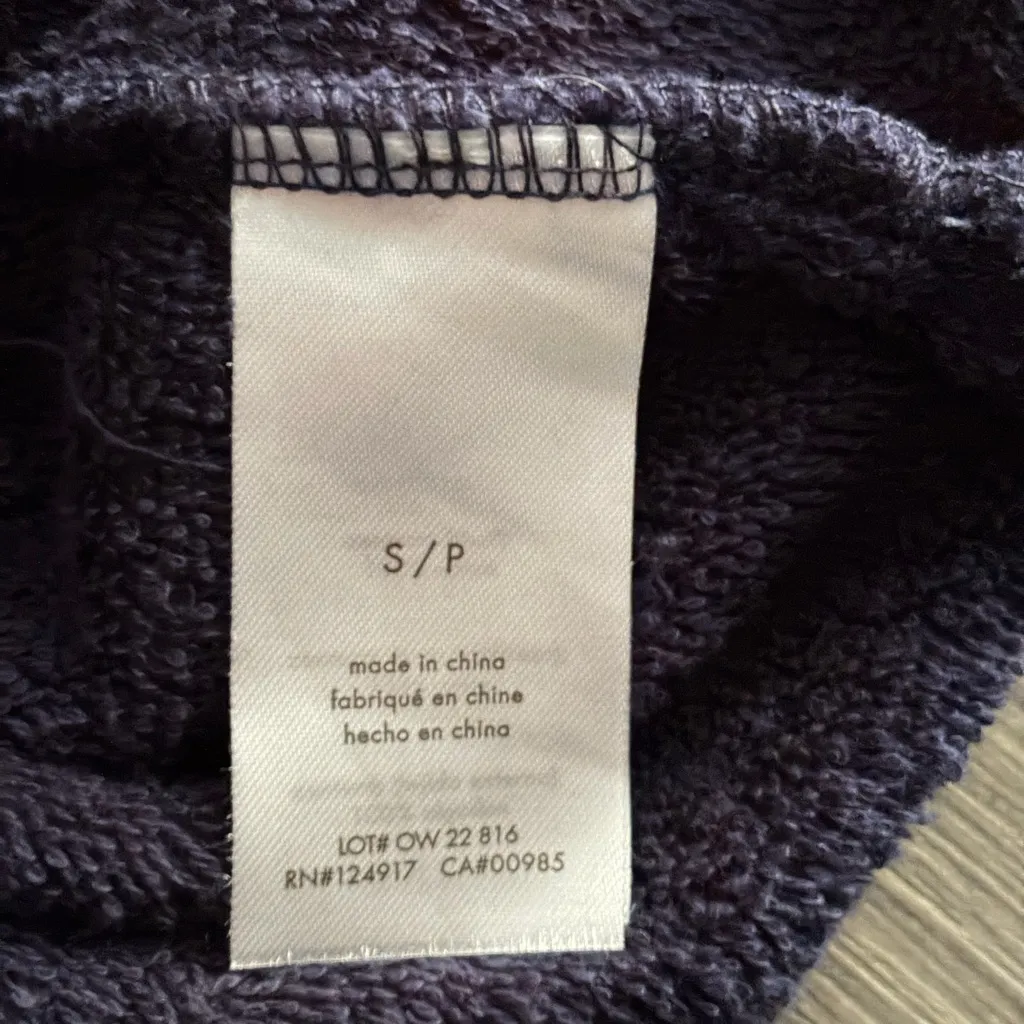 S / P
made in china
fabriqué en chine
hecho en china
LOT# OW 22 816
RN#124917 CA#00985